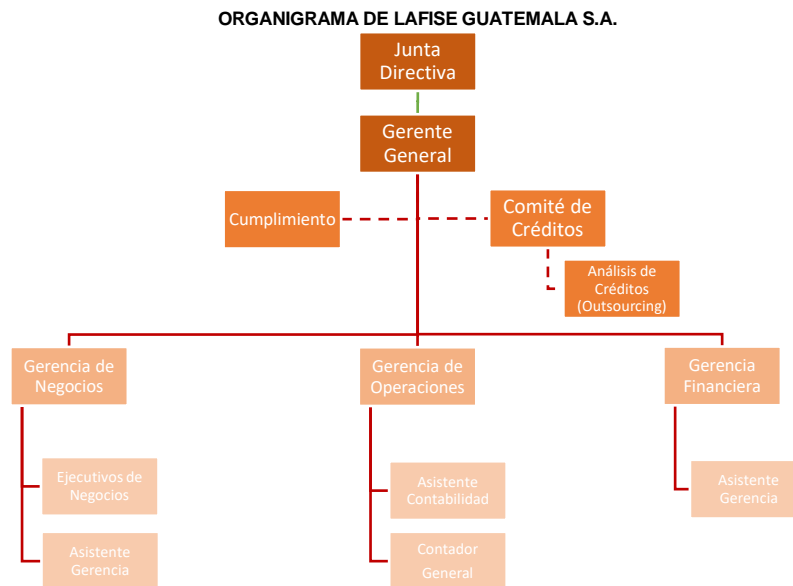 ORGANIGRAMA DE LAFISE GUATEMALA S.A.
Junta
Directiva
Gerente
General
Cumplimiento
Comité de
Créditos
Análisis de
Créditos
(Outsourcing)
Gerencia de
Negocios
Gerencia de
Operaciones
Gerencia
Financiera
Ejecutivos de
Negocios
Asistente
Gerencia
Asistente
Contabilidad
Contador
General
Asistente
Gerencia